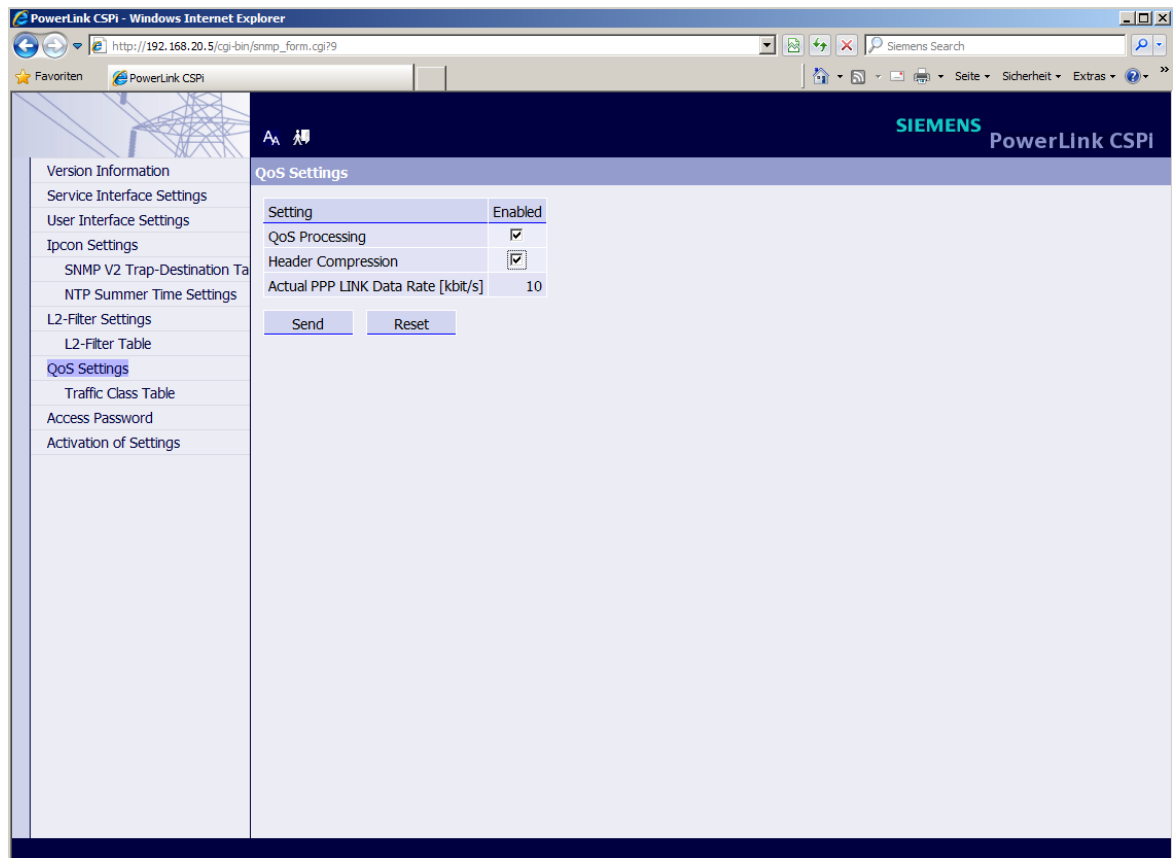 PowerLink CSPi - Windows Internet Explorer
http://192.168.20.5/cgi-bin/snmp_form.cgi?9
Siemens Search
Favoriten
PowerLink CSPi
Seite
Sicherheit
Extras
»
AA
SIEMENS
PowerLink CSPi
Version Information
Service Interface Settings
User Interface Settings
Ipcon Settings
SNMP V2 Trap-Destination Ta
NTP Summer Time Settings
L2-Filter Settings
L2-Filter Table
QoS Settings
Traffic Class Table
Access Password
Activation of Settings
QoS Settings
Setting Enabled
QoS Processing
Header Compression
Actual PPP LINK Data Rate [kbit/s] 10
Send Reset